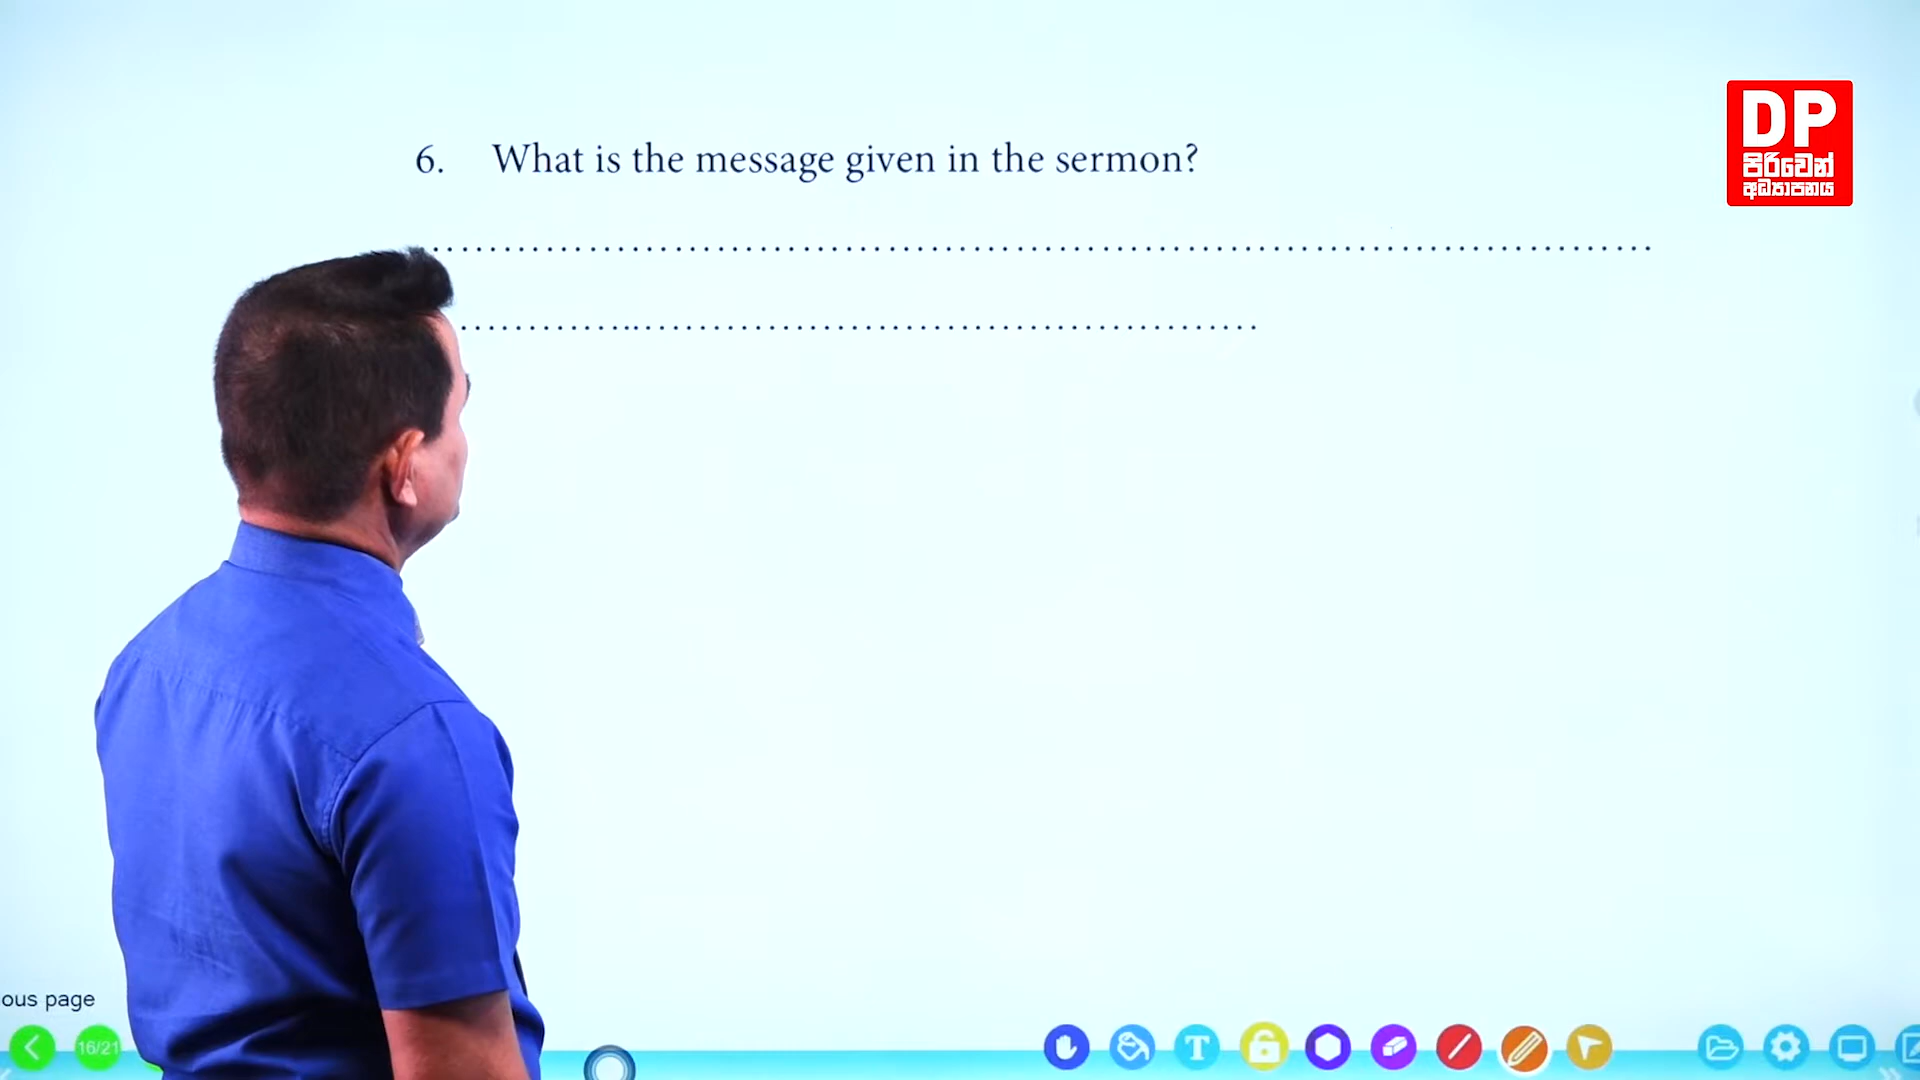 DP
පිරිවෙන්
අධ්‍යාපනය
6. What is the message given in the sermon?
................................................................................
................................................................
ous page
16/21
T